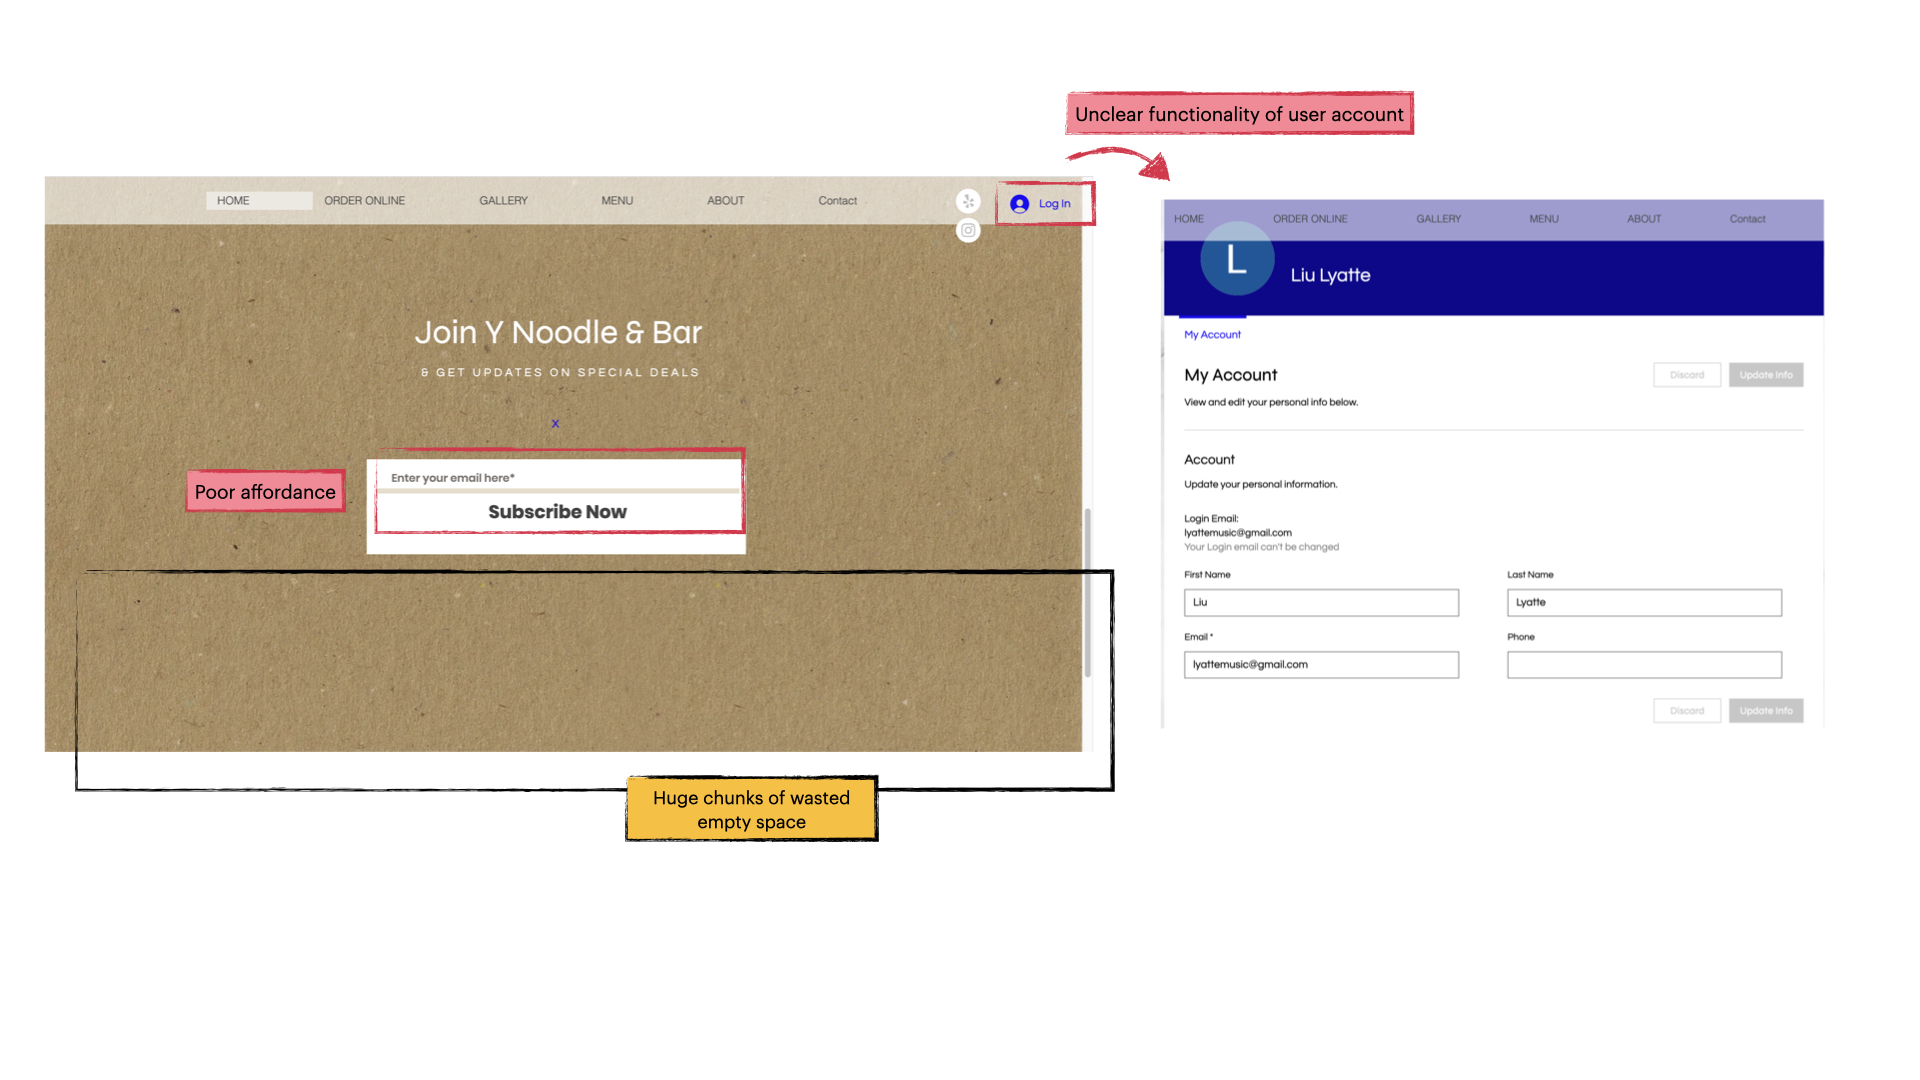 Unclear functionality of user account
HOME
ORDER ONLINE
GALLERY
MENU
ABOUT
Contact
Log In
Join Y Noodle & Bar
& GET UPDATES ON SPECIAL DEALS
x
Poor affordance
Enter your email here*
Subscribe Now
Huge chunks of wasted
empty space
HOME
ORDER ONLINE
GALLERY
MENU
ABOUT
Contact
L
Liu Lyatte
My Account
My Account
Discard
Update Info
View and edit your personal info below.
Account
Update your personal information.
Login Email:
lyattemusic@gmail.com
Your Login email can't be changed
First Name
Last Name
Liu
Lyatte
Email *
Phone
lyattemusic@gmail.com
Discard
Update Info